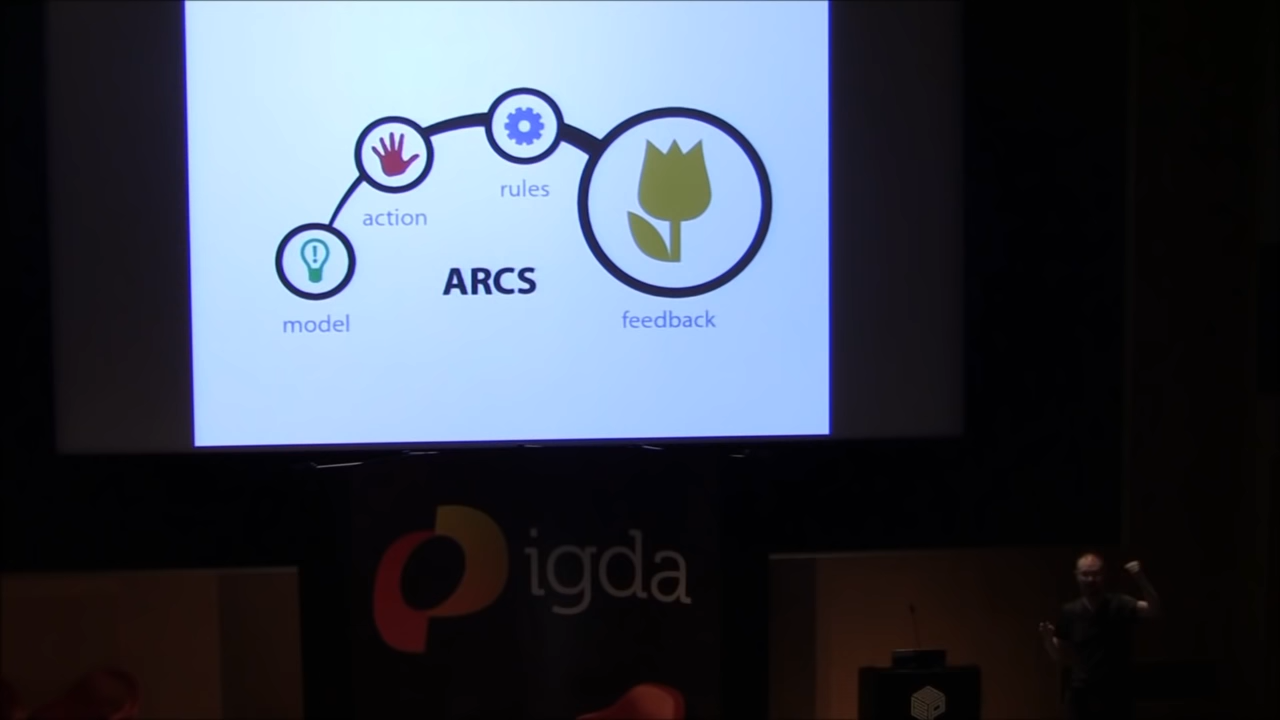 rules
action
ARCS
model
feedback
igda